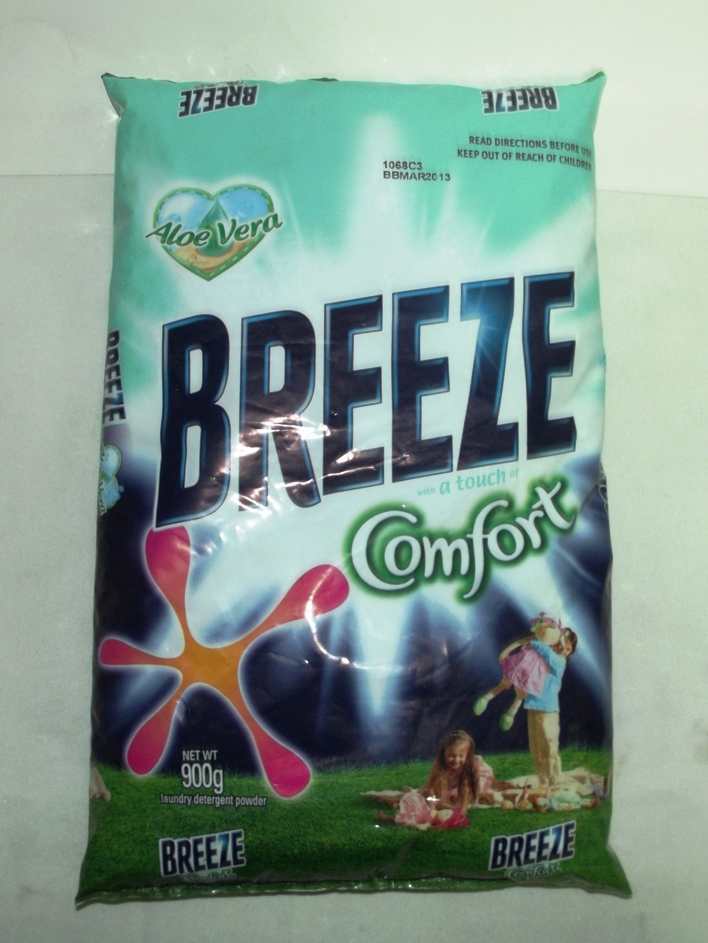 BREEZE
BREEZE
READ DIRECTIONS BEFORE
KEEP OUT OF REACH OF CHILDREN
1068C3
BBMAR2013
Aloe Vera
BREEZE
BREEZE
with a touch of
Comfort
NET WT
900g
laundry detergent powder
BREEZE
BREEZE